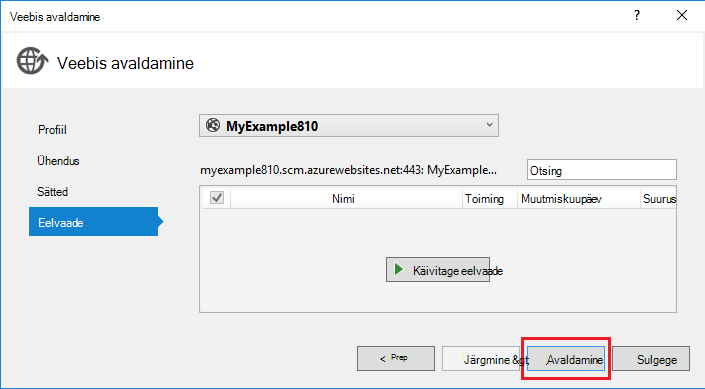 Veebis avaldamine
?
Veebis avaldamine
Profiil
Ühendus
Sätted
Eelvaade
MyExample810
myexample810.scm.azurewebsites.net:443: MyExample...
Otsing
Nimi Toiming Muutmiskuupäev Suurus
Käivitage eelvaade
< Prep Järgmine &gt; Avaldamine Sulgege